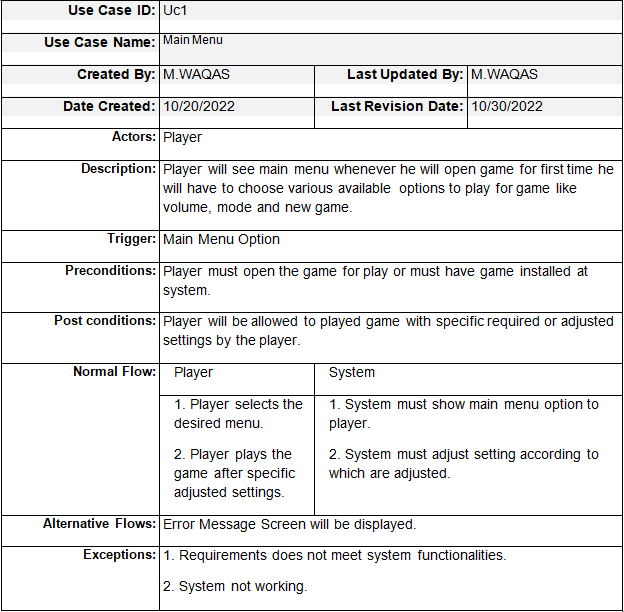 Use Case ID: Uc1
Use Case Name: Main Menu
Created By: M.WAQAS Last Updated By: M.WAQAS
Date Created: 10/20/2022 Last Revision Date: 10/30/2022
Actors: Player
Description: Player will see main menu whenever he will open game for first time he
will have to choose various available options to play for game like
volume, mode and new game.
Trigger: Main Menu Option
Preconditions: Player must open the game for play or must have game installed at
system.
Post conditions: Player will be allowed to played game with specific required or adjusted
settings by the player.
Normal Flow: Player System
1. Player selects the
desired menu.
2. Player plays the
game after specific
adjusted settings.
1. System must show main menu option to
player.
2. System must adjust setting according to
which are adjusted.
Alternative Flows: Error Message Screen will be displayed.
Exceptions: 1. Requirements does not meet system functionalities.
2. System not working.